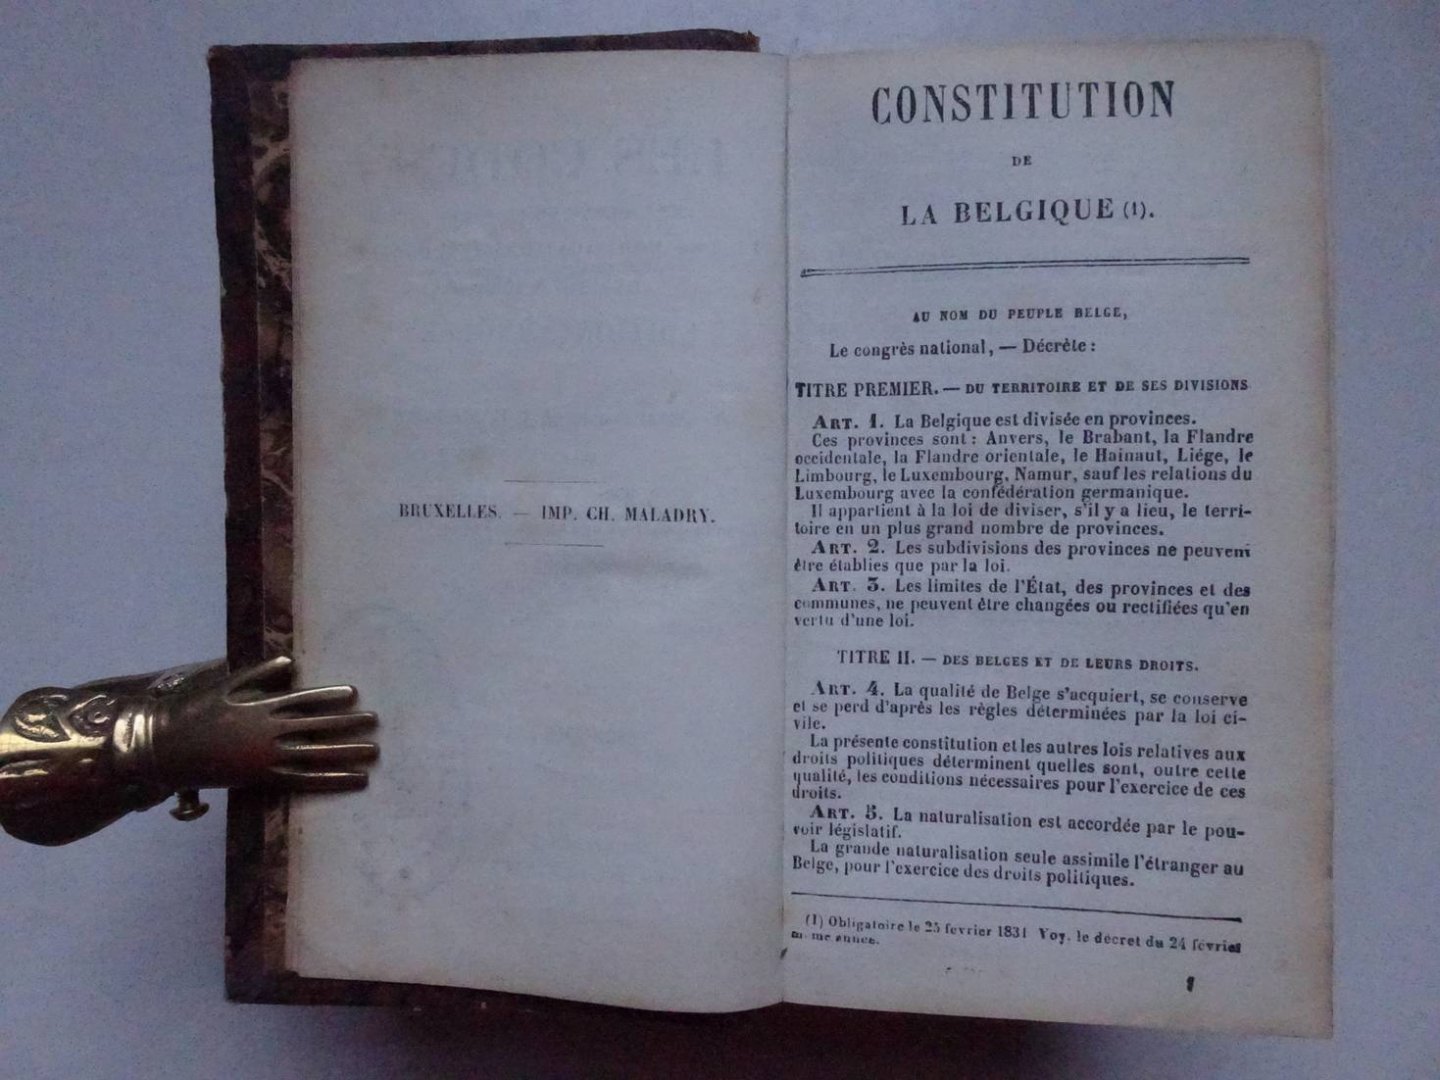 BRUXELLES. — IMP. CH. MALADRY.
CONSTITUTION
DE
LA BELGIQUE (1).
AU NOM DU PEUPLE BELGE,
Le congrès national, — Décrète :
TITRE PREMIER. — DU TERRITOIRE ET DE SES DIVISIONS
ART. 1. La Belgique est divisée en provinces.
Ces provinces sont : Anvers, le Brabant, la Flandre
occidentale, la Flandre orientale, le Hainaut, Liége, le
Limbourg, le Luxembourg, Namur, sauf les relations du
Luxembourg avec la confédération germanique.
Il appartient à la loi de diviser, s'il y a lieu, le terri-
toire en un plus grand nombre de provinces.
ART. 2. Les subdivisions des provinces ne peuvent
être établies que par la loi.
ART. 3. Les limites de l'État, des provinces et des
communes, ne peuvent être changées ou rectifiées qu'en
vertu d'une loi.
TITRE II. — DES BELGES ET DE LEURS DROITS.
ART. 4. La qualité de Belge s'acquiert, se conserve
et se perd d'après les règles déterminées par la loi ci-
vile.
La présente constitution et les autres lois relatives aux
droits politiques déterminent quelles sont, outre cette
qualité, les conditions nécessaires pour l'exercice de ces
droits.
ART. 5. La naturalisation est accordée par le pou-
voir législatif.
La grande naturalisation seule assimile l'étranger au
Belge, pour l'exercice des droits politiques.
(1) Obligatoire le 25 fevrier 1831 Voy. le décret du 24 fevrier
même année.
1